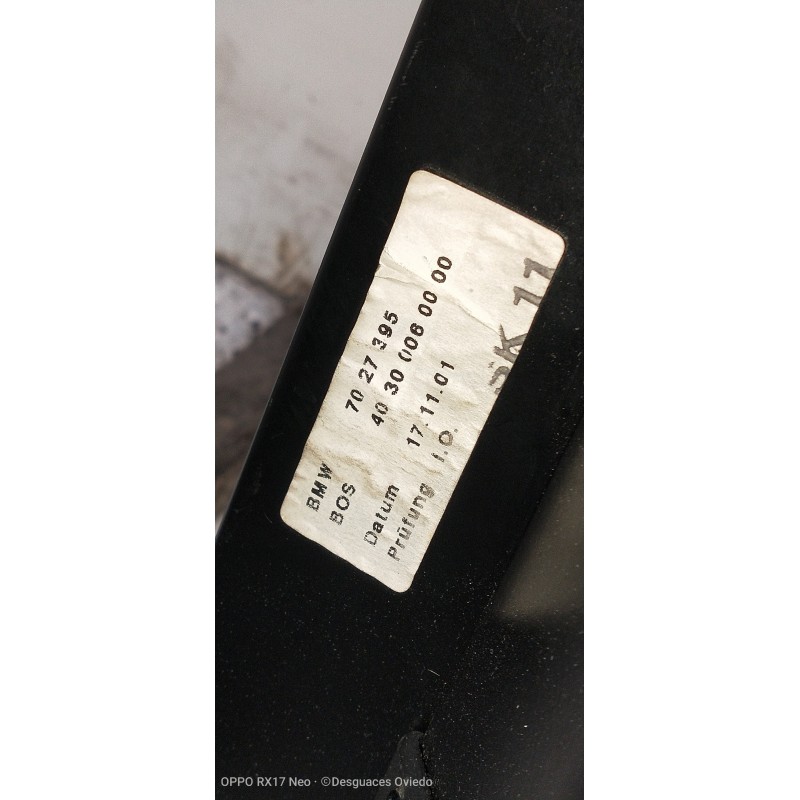 BMW 70 27 395
BOS 40 30 006 00 00
Datum 17.11.01
Prüfung I.O.
11
OPPO RX17 Neo · ©Desguaces Oviedo